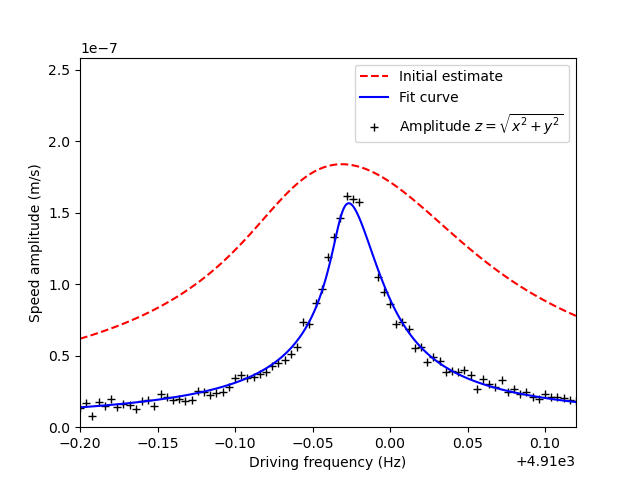 1e−7
2.5
2.0
1.5
1.0
0.5
0.0
Speed amplitude (m/s)
Initial estimate
Fit curve
Amplitude z = √x² + y²
−0.20 −0.15 −0.10 −0.05 0.00 0.05 0.10
Driving frequency (Hz)
+4.91e3